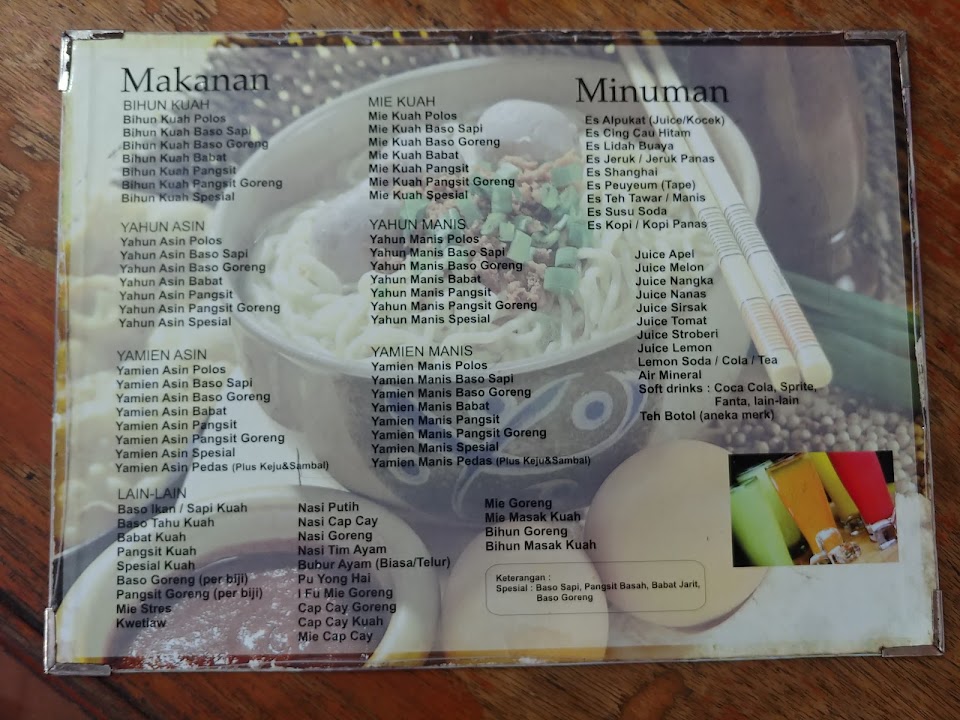 Makanan
BIHUN KUAH
Bihun Kuah Polos
Bihun Kuah Baso Sapi
Bihun Kuah Baso Goreng
Bihun Kuah Babat
Bihun Kuah Pangsit
Bihun Kuah Pangsit Goreng
Bihun Kuah Spesial
YAHUN ASIN
Yahun Asin Polos
Yahun Asin Baso Sapi
Yahun Asin Baso Goreng
Yahun Asin Babat
Yahun Asin Pangsit
Yahun Asin Pangsit Goreng
Yahun Asin Spesial
YAMIEN ASIN
Yamien Asin Polos
Yamien Asin Baso Sapi
Yamien Asin Baso Goreng
Yamien Asin Babat
Yamien Asin Pangsit
Yamien Asin Pangsit Goreng
Yamien Asin Spesial
Yamien Asin Pedas (Plus Keju&Sambal)
MIE KUAH
Mie Kuah Polos
Mie Kuah Baso Sapi
Mie Kuah Baso Goreng
Mie Kuah Babat
Mie Kuah Pangsit
Mie Kuah Pangsit Goreng
Mie Kuah Spesial
YAHUN MANIS
Yahun Manis Polos
Yahun Manis Baso Sapi
Yahun Manis Baso Goreng
Yahun Manis Babat
Yahun Manis Pangsit
Yahun Manis Pangsit Goreng
Yahun Manis Spesial
YAMIEN MANIS
Yamien Manis Polos
Yamien Manis Baso Sapi
Yamien Manis Baso Goreng
Yamien Manis Babat
Yamien Manis Pangsit
Yamien Manis Pangsit Goreng
Yamien Manis Spesial
Yamien Manis Pedas (Plus Keju&Sambal)
LAIN-LAIN
Baso Ikan / Sapi Kuah
Baso Tahu Kuah
Babat Kuah
Pangsit Kuah
Spesial Kuah
Baso Goreng (per biji)
Pangsit Goreng (per biji)
Mie Stres
Kwetiaw
Nasi Putih
Nasi Cap Cay
Nasi Goreng
Nasi Tim Ayam
Bubur Ayam (Biasa/Telur)
Pu Yong Hai
I Fu Mie Goreng
Cap Cay Goreng
Cap Cay Kuah
Mie Cap Cay
Mie Goreng
Mie Masak Kuah
Bihun Goreng
Bihun Masak Kuah
Keterangan :
Spesial : Baso Sapi, Pangsit Basah, Babat Jarit,
Baso Goreng
Minuman
Es Alpukat (Juice/Kocek)
Es Cing Cau Hitam
Es Lidah Buaya
Es Jeruk / Jeruk Panas
Es Shanghai
Es Peuyeum (Tape)
Es Teh Tawar / Manis
Es Susu Soda
Es Kopi / Kopi Panas
Juice Apel
Juice Melon
Juice Nangka
Juice Nanas
Juice Sirsak
Juice Tomat
Juice Stroberi
Juice Lemon
Lemon Soda / Cola / Tea
Air Mineral
Soft drinks : Coca Cola, Sprite,
Fanta, lain-lain
Teh Botol (aneka merk)